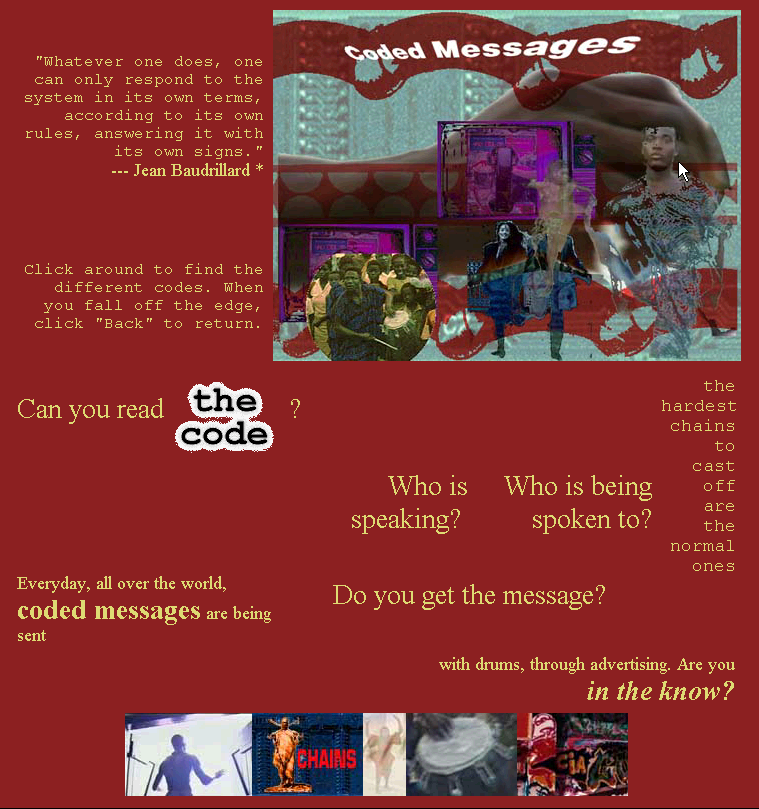 Coded Messages
"Whatever one does, one
can only respond to the
system in its own terms,
according to its own
rules, answering it with
its own signs."
--- Jean Baudrillard *
Click around to find the
different codes. When
you fall off the edge,
click "Back" to return.
Can you read the code ?
the
hardest
chains
to
cast
off
are
the
normal
ones
Who is
speaking?
Who is being
spoken to?
Everyday, all over the world,
coded messages are being
sent
Do you get the message?
with drums, through advertising. Are you
in the know?
CHAINS